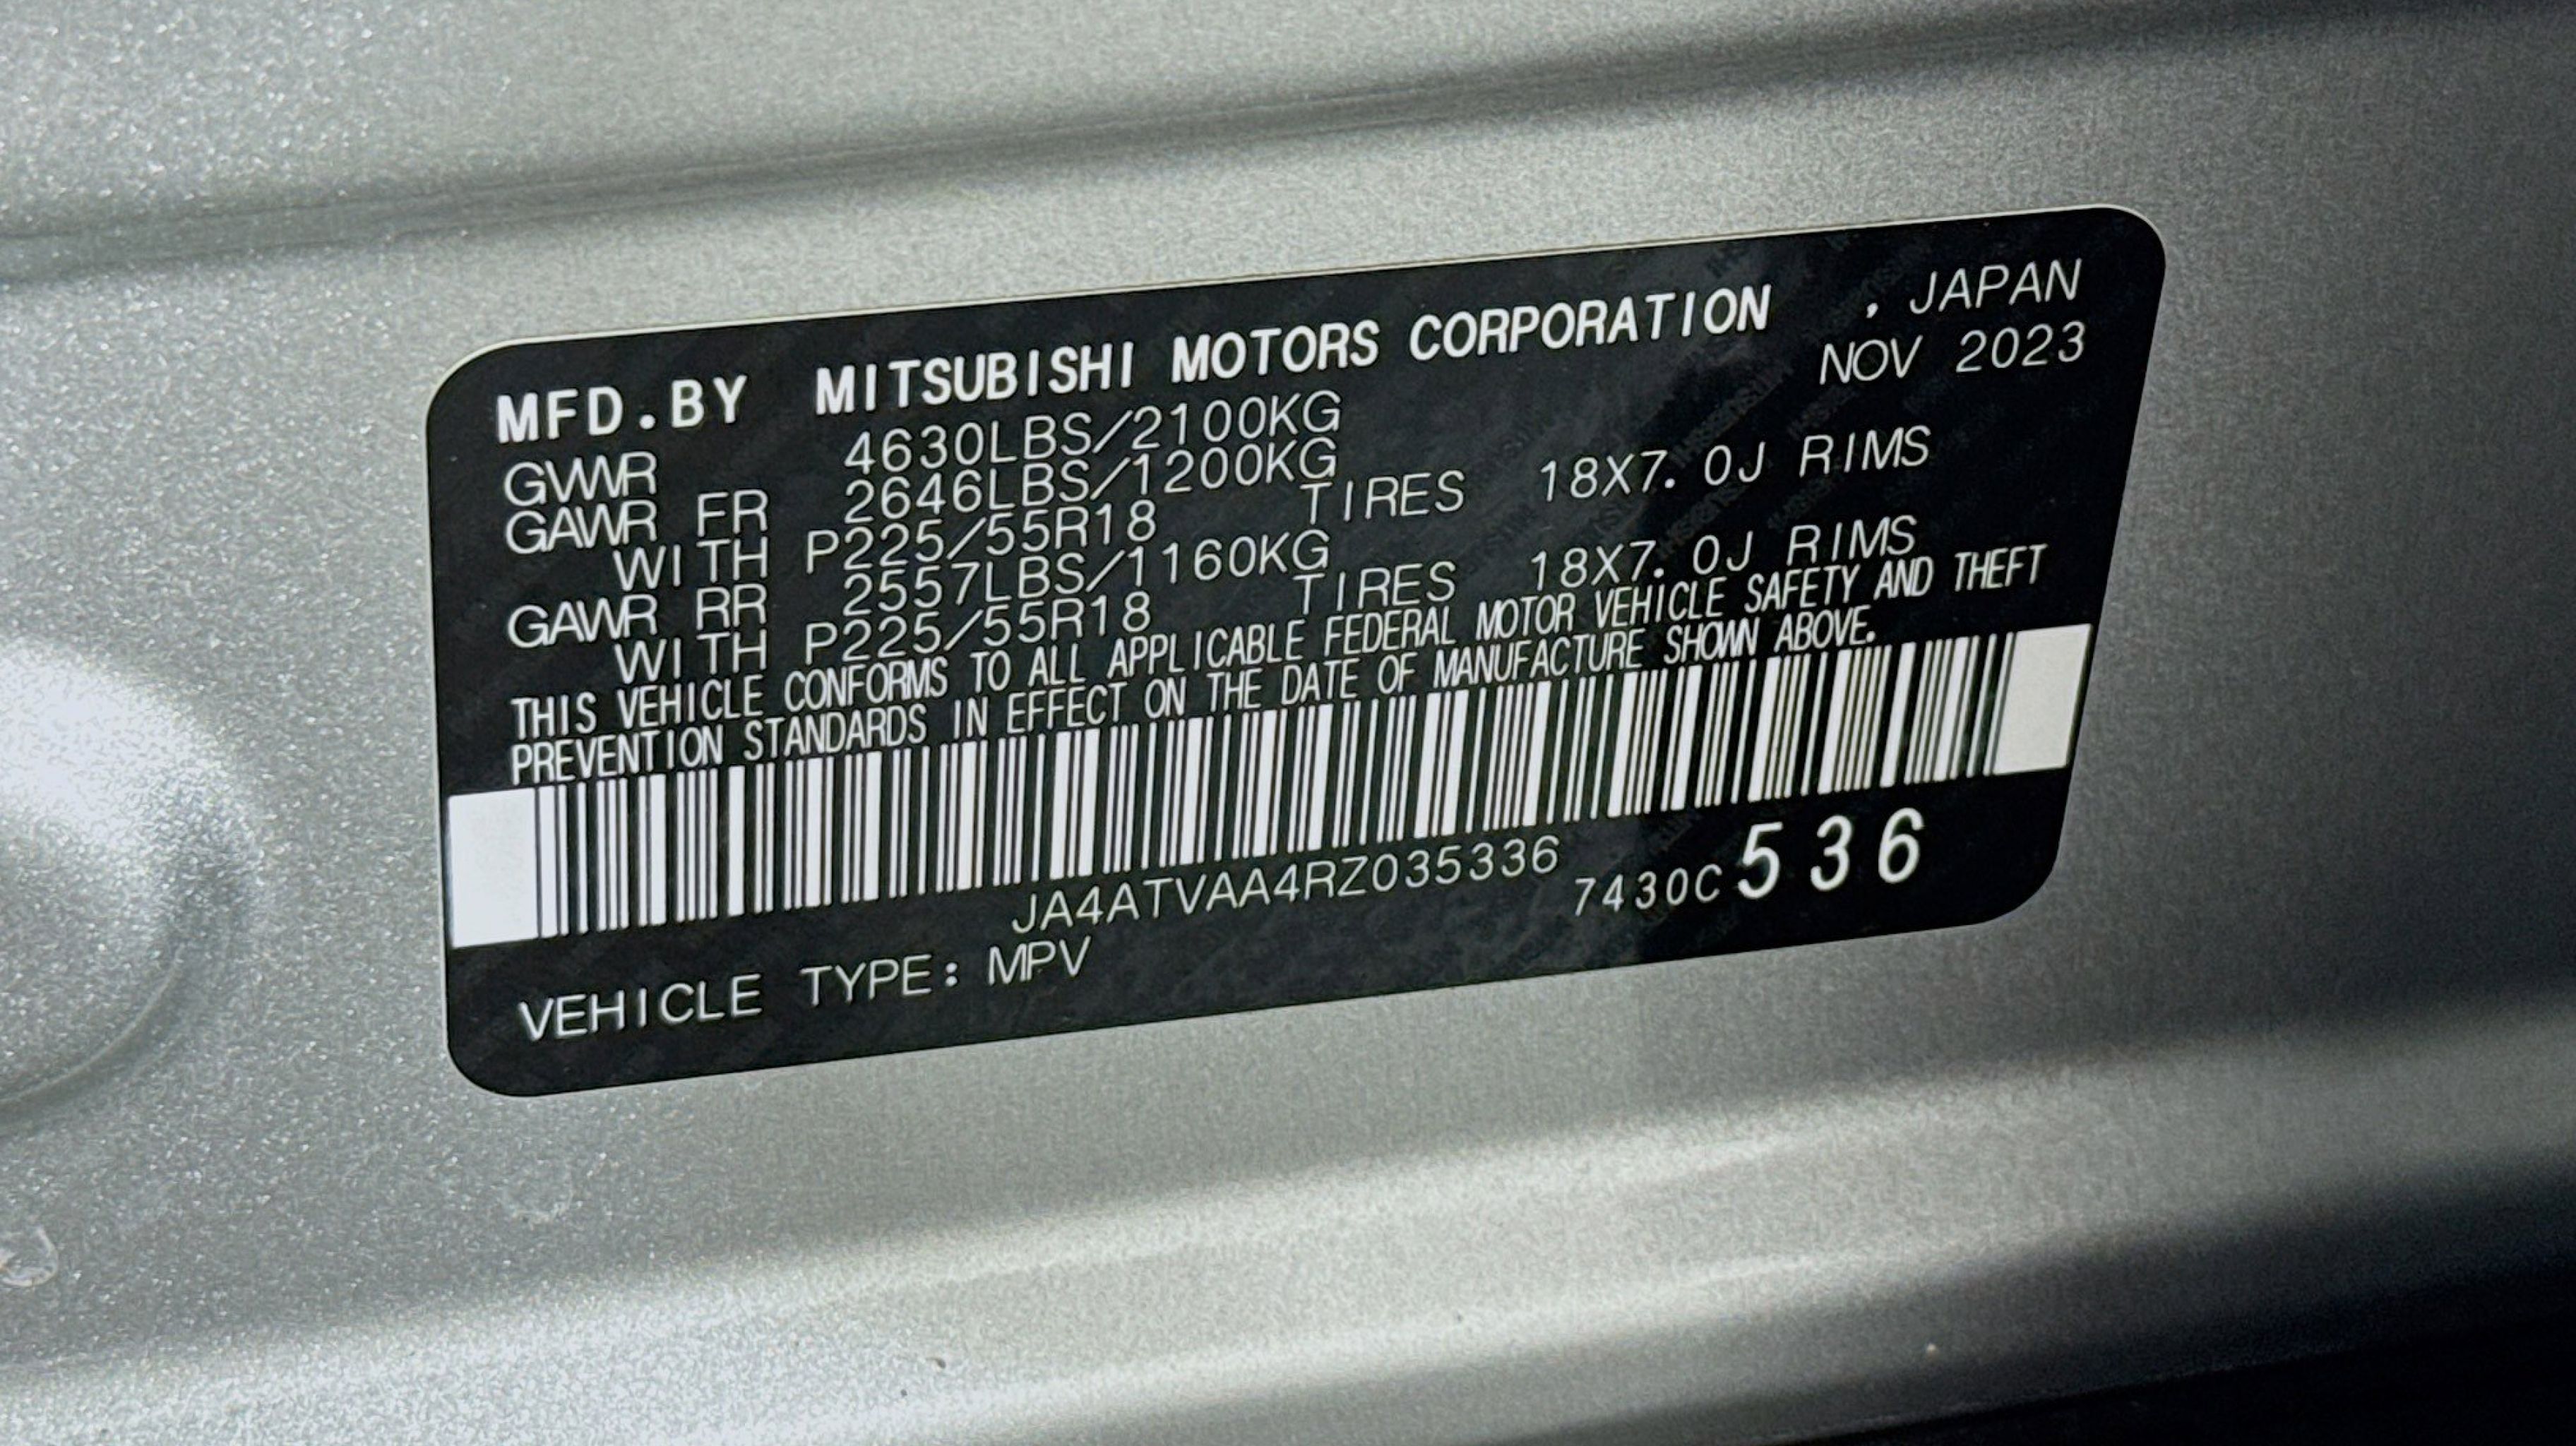 MFD.BY MITSUBISHI MOTORS CORPORATION , JAPAN
NOV 2023
GVWR 4630LBS/2100KG
GAWR FR 2646LBS/1200KG
WITH P225/55R18 TIRES 18X7.0J RIMS
GAWR RR 2557LBS/1160KG
WITH P225/55R18 TIRES 18X7.0J RIMS
THIS VEHICLE CONFORMS TO ALL APPLICABLE FEDERAL MOTOR VEHICLE SAFETY AND THEFT
PREVENTION STANDARDS IN EFFECT ON THE DATE OF MANUFACTURE SHOWN ABOVE.
JA4ATVAA4RZ035336
7430C536
VEHICLE TYPE: MPV